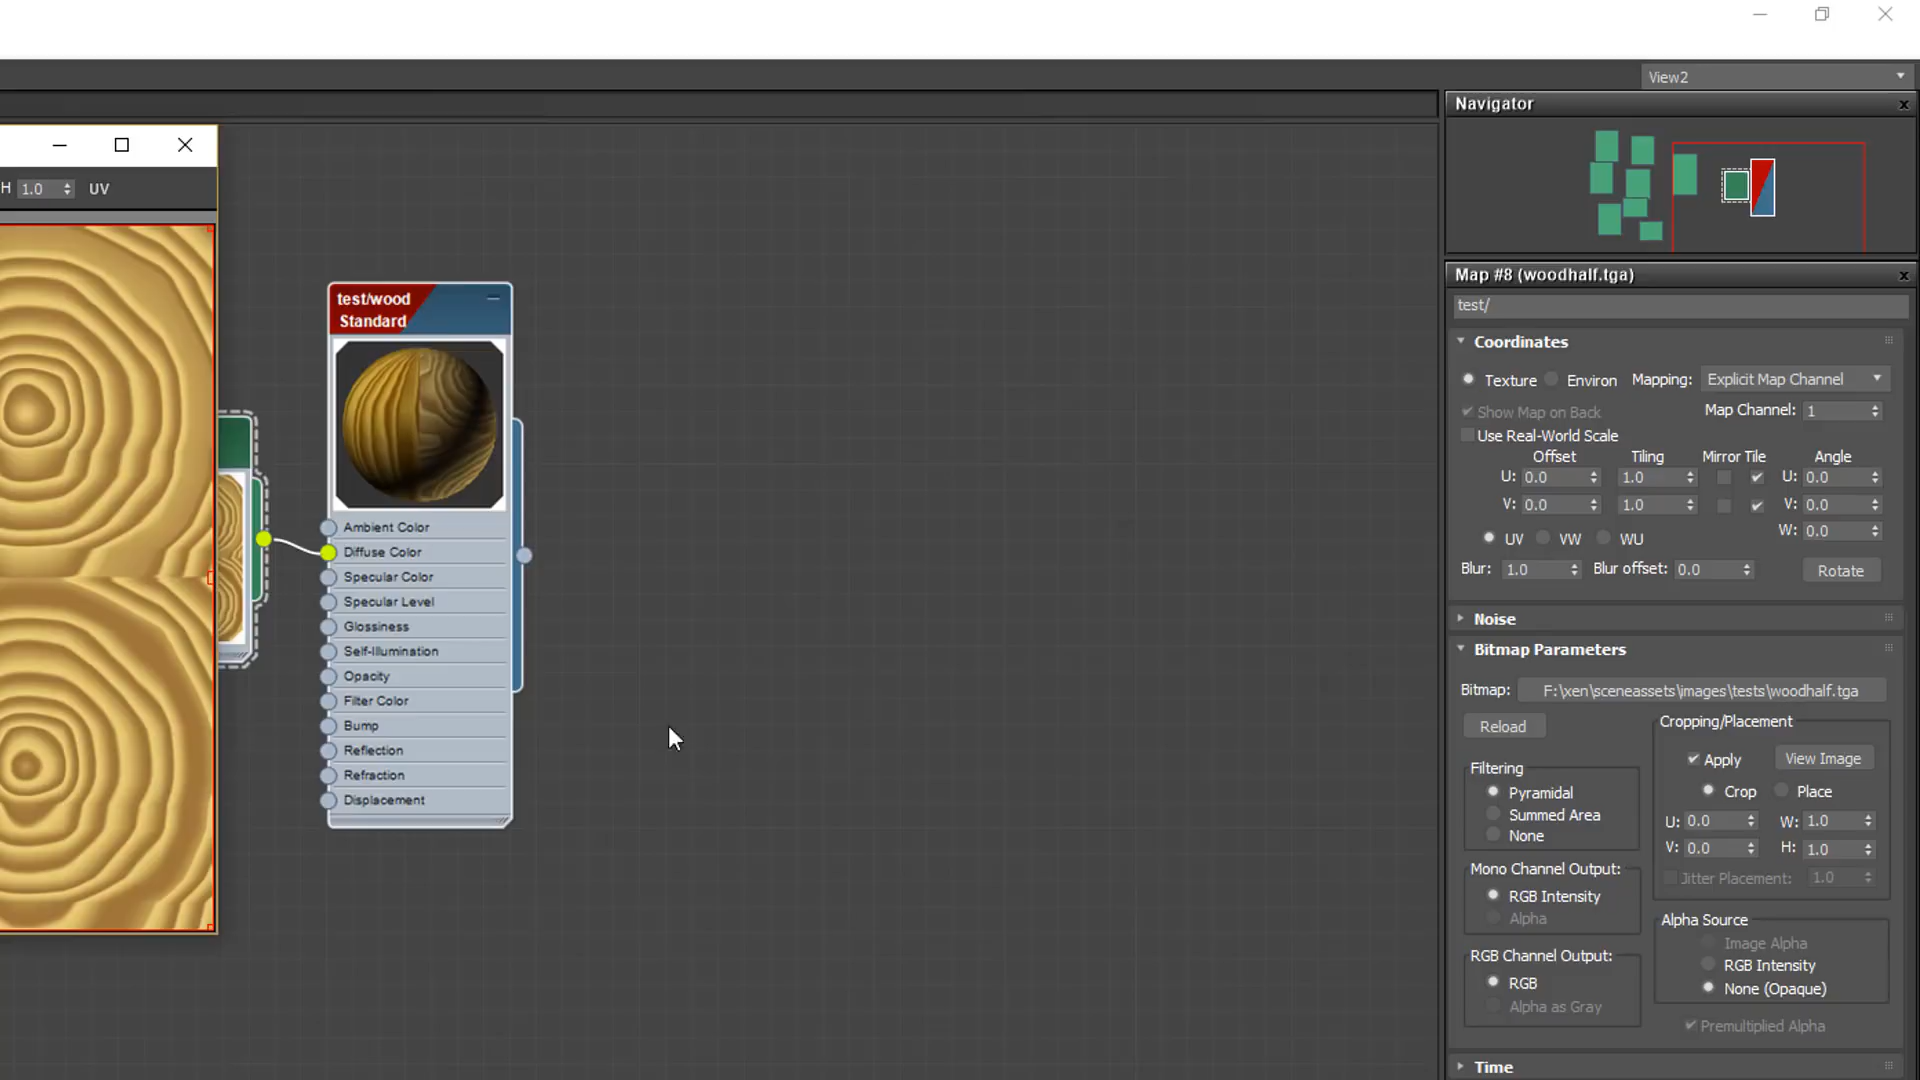 View2
Navigator
H 1.0 UV
Map #8 (woodhalf.tga)
test/
test/wood
Standard
Ambient Color
Diffuse Color
Specular Color
Specular Level
Glossiness
Self-Illumination
Opacity
Filter Color
Bump
Reflection
Refraction
Displacement
Coordinates
Texture Environ Mapping: Explicit Map Channel
Show Map on Back Map Channel: 1
Use Real-World Scale
Offset Tiling Mirror Tile Angle
U: 0.0 1.0 U: 0.0
V: 0.0 1.0 V: 0.0
UV VW WU W: 0.0
Blur: 1.0 Blur offset: 0.0 Rotate
Noise
Bitmap Parameters
Bitmap: F:\xen\sceneassets\images\tests\woodhalf.tga
Reload
Cropping/Placement
Apply View Image
Crop Place
U: 0.0 W: 1.0
V: 0.0 H: 1.0
Jitter Placement: 1.0
Filtering
Pyramidal
Summed Area
None
Mono Channel Output:
RGB Intensity
Alpha
RGB Channel Output:
RGB
Alpha as Gray
Alpha Source
Image Alpha
RGB Intensity
None (Opaque)
Premultiplied Alpha
Time